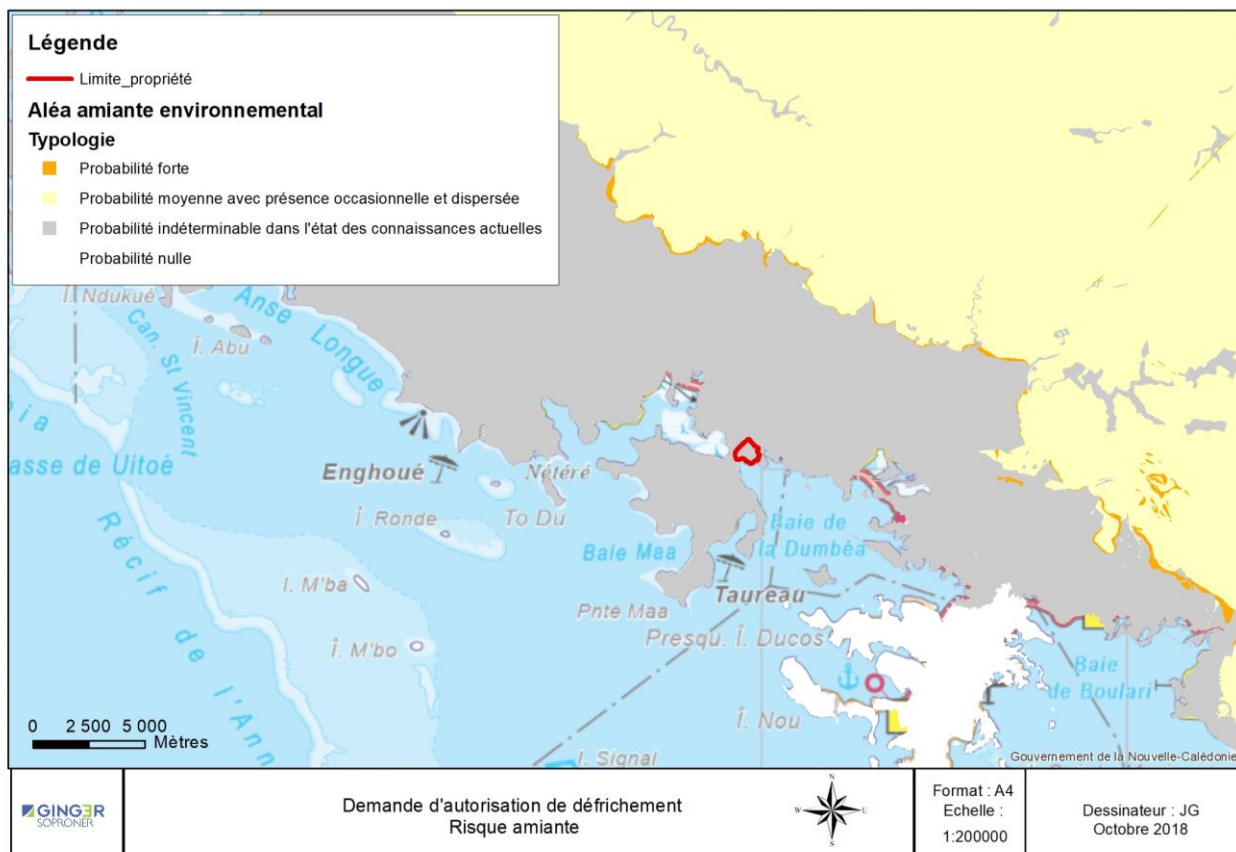 Légende
Limite_propriété
Aléa amiante environnemental
Typologie
Probabilité forte
Probabilité moyenne avec présence occasionnelle et dispersée
Probabilité indéterminable dans l'état des connaissances actuelles
Probabilité nulle
Î. Ndukué
Can. St Vincent
Î. Abu
Anse Longue
asse de Uitoé
Enghoué
Nétéré
Î. Ronde
To Du
Baie Maa
Baie de
la Dumbéa
Taureau
Î. M'ba
Pnte Maa
Presqu. Î. Ducos
Î. M'bo
Récif de l'Ann
Baie
de Boulari
Î. Nou
I. Signal
0 2 500 5 000
Mètres
Gouvernement de la Nouvelle-Calédonie
GINGER
SOPRONER
Demande d'autorisation de défrichement
Risque amiante
N
W E
S
Format : A4
Echelle :
1:200000
Dessinateur : JG
Octobre 2018